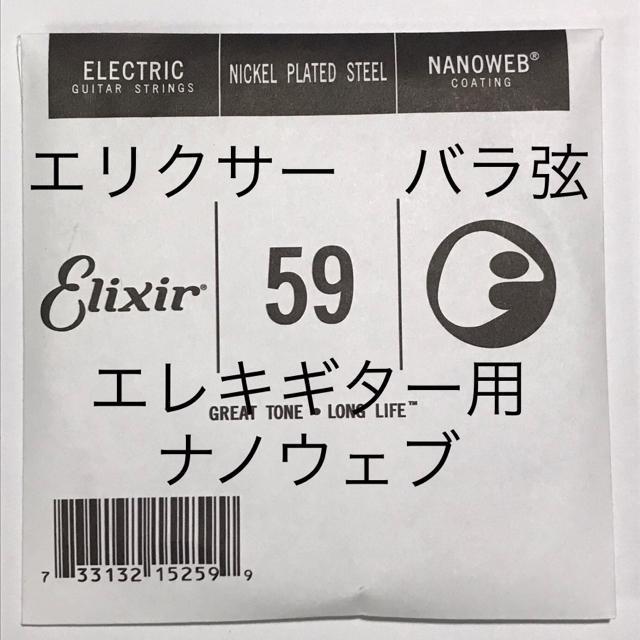 ELECTRIC
GUITAR STRINGS
NICKEL PLATED STEEL
NANOWEB®
COATING
エリクサー　バラ弦
Elixir®
59
エレキギター用
GREAT TONE • LONG LIFE™
ナノウェブ
7 33132 15259 9